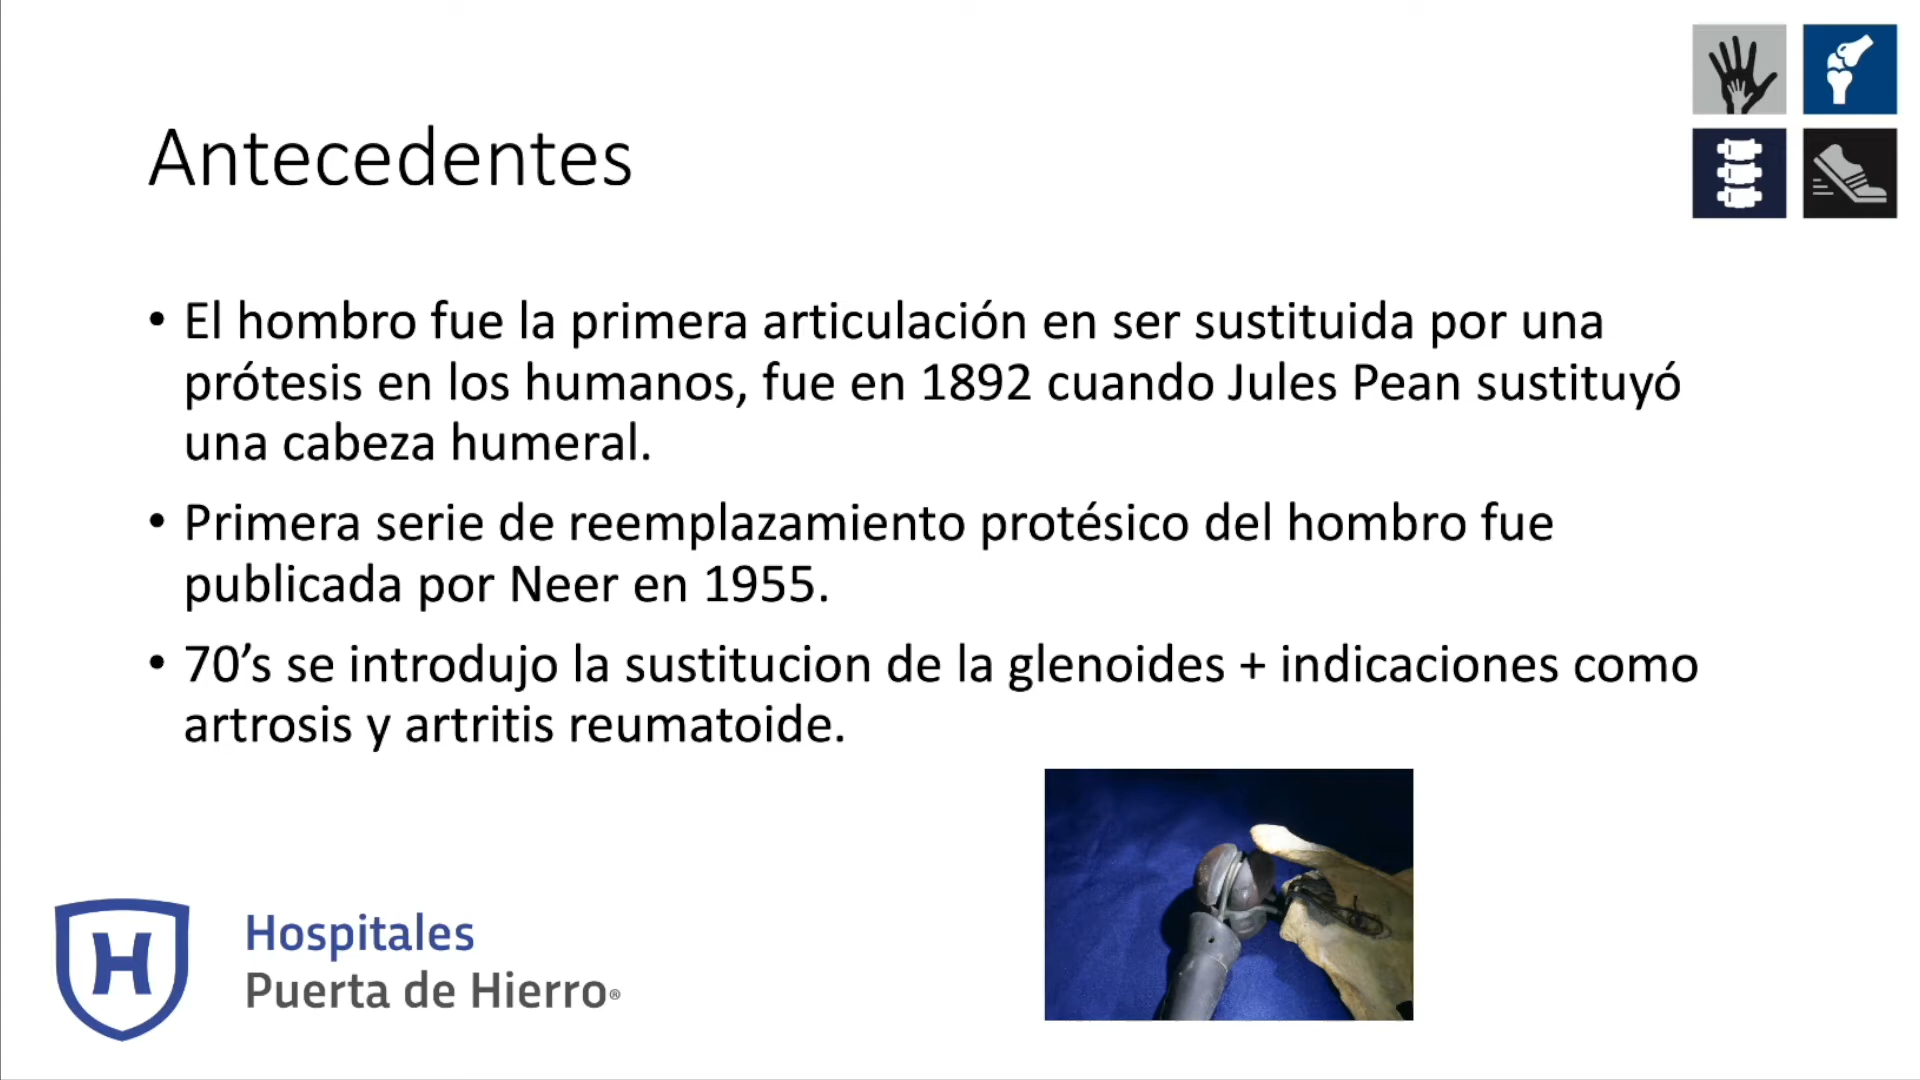 Antecedentes
• El hombro fue la primera articulación en ser sustituida por una
prótesis en los humanos, fue en 1892 cuando Jules Pean sustituyó
una cabeza humeral.
• Primera serie de reemplazamiento protésico del hombro fue
publicada por Neer en 1955.
• 70’s se introdujo la sustitucion de la glenoides + indicaciones como
artrosis y artritis reumatoide.
H
Hospitales
Puerta de Hierro®